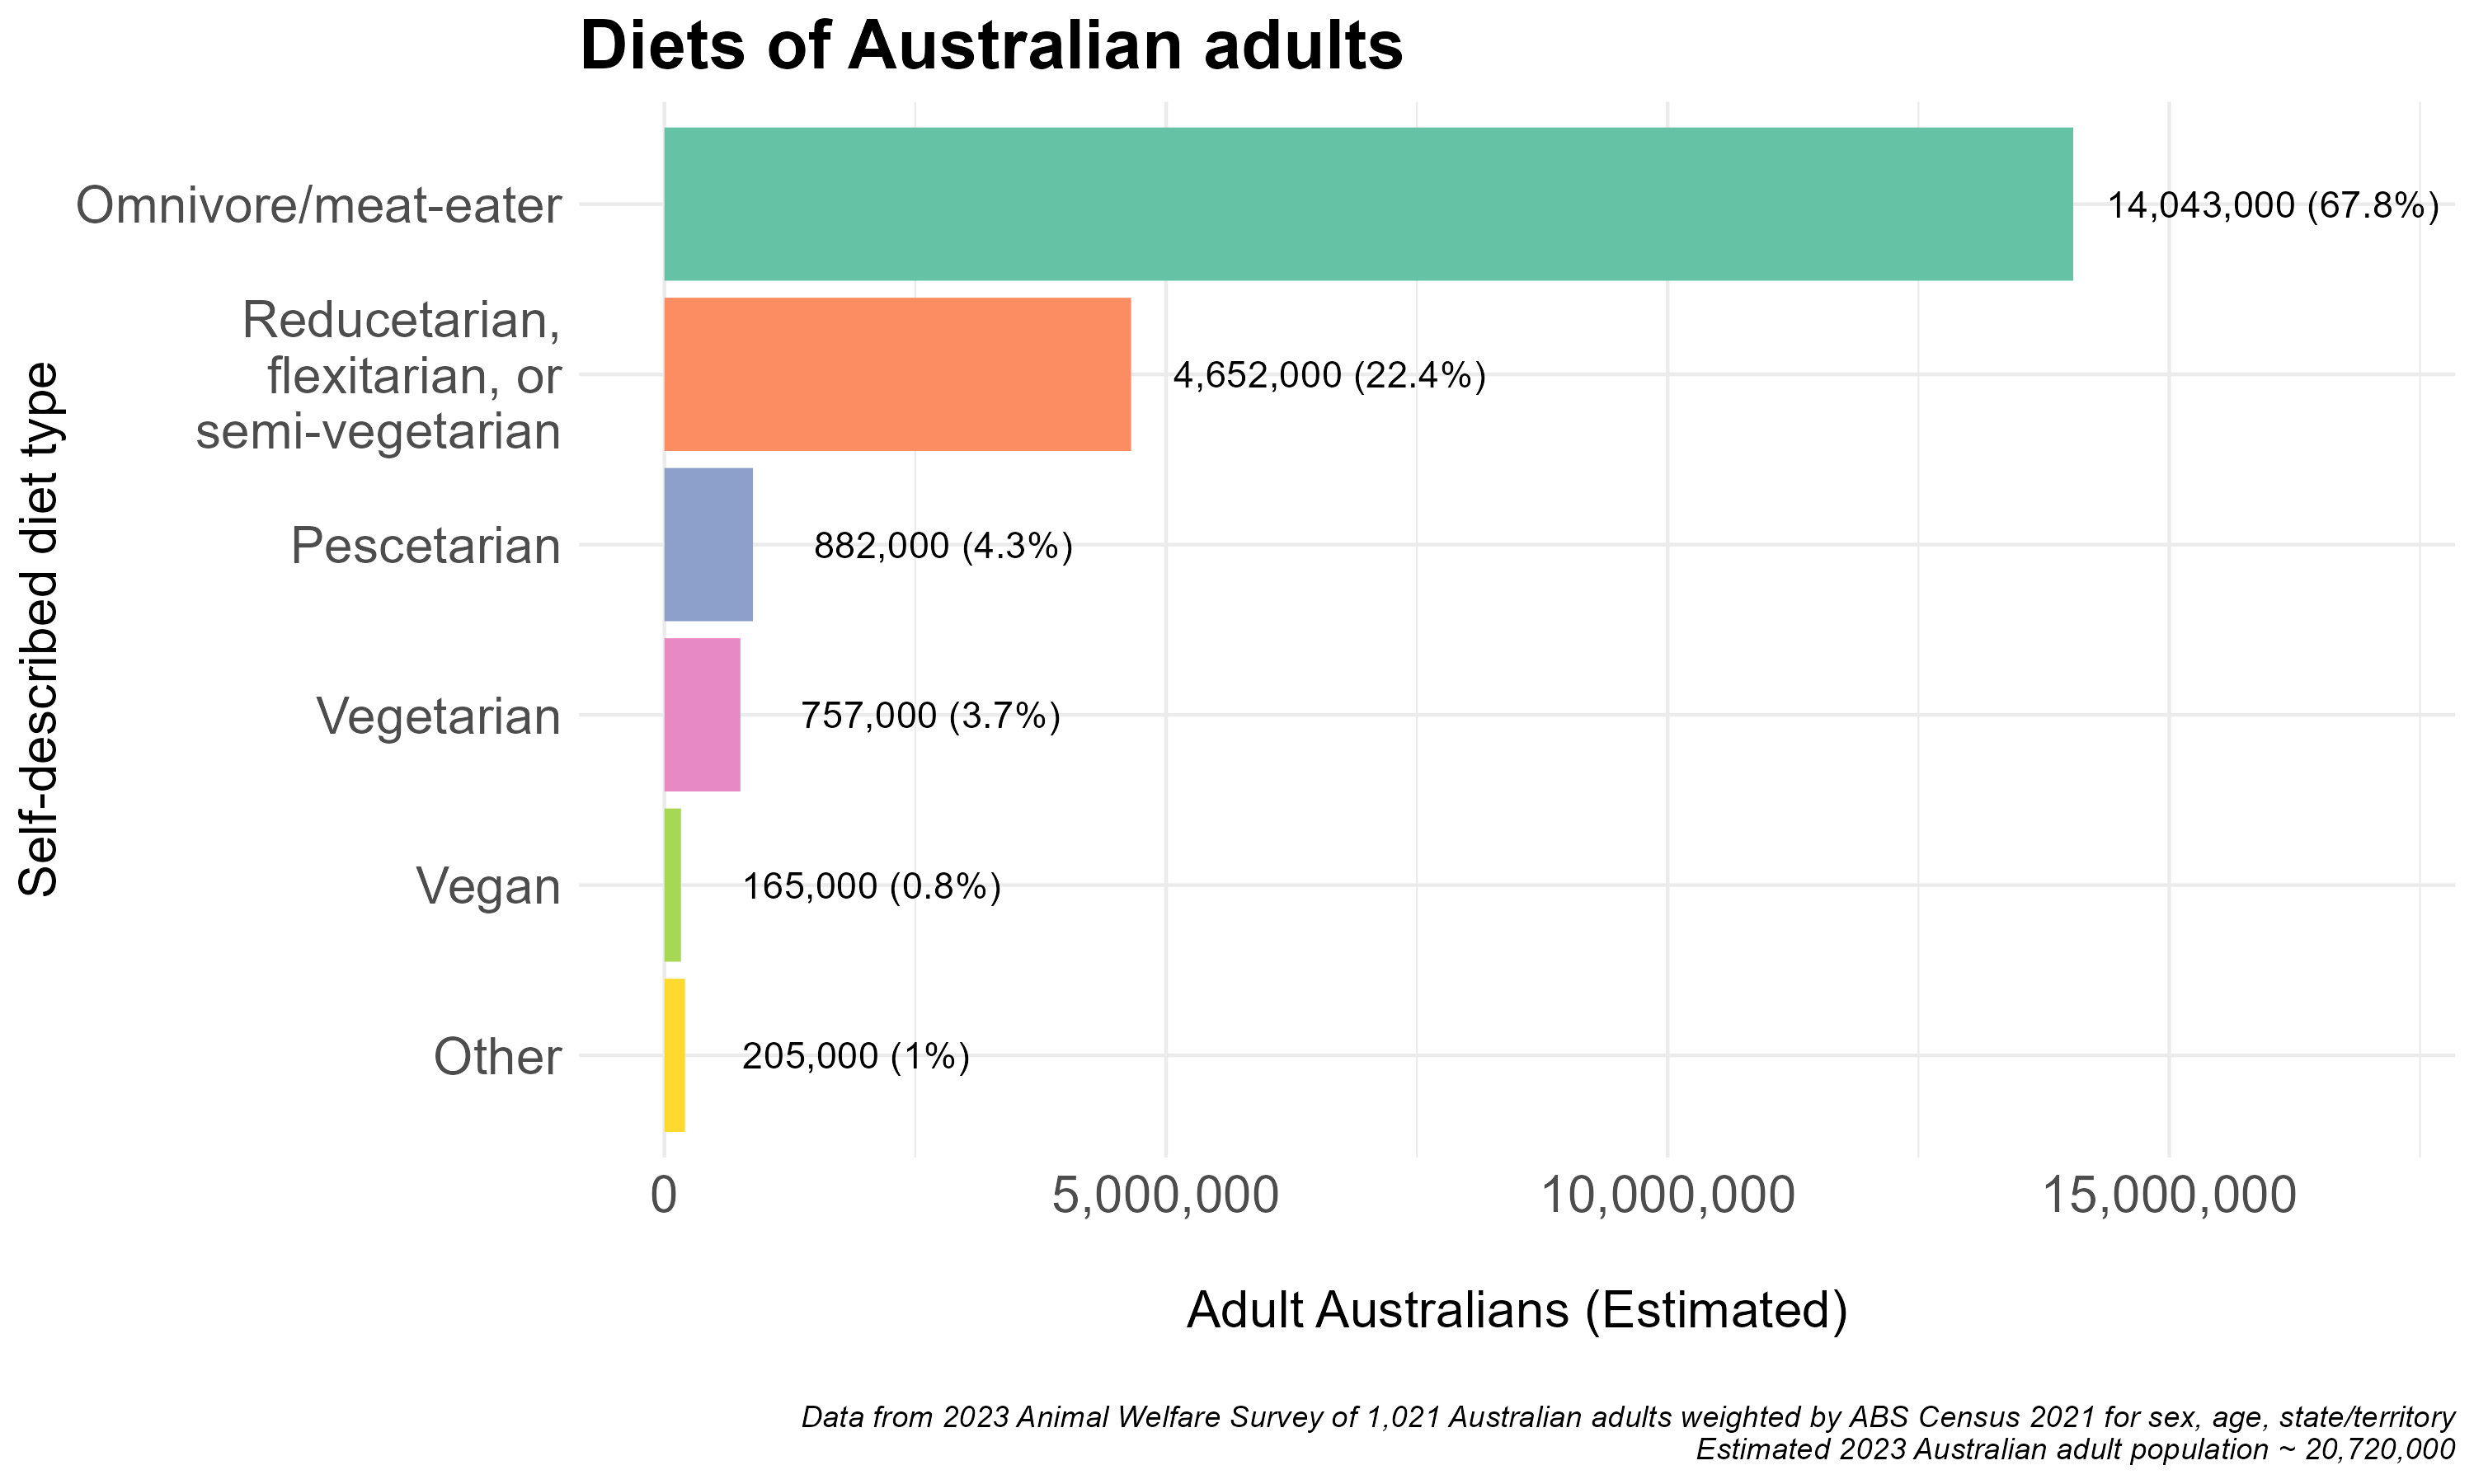 Diets of Australian adults
Self-described diet type
Omnivore/meat-eater
14,043,000 (67.8%)
Reducetarian,
flexitarian, or
semi-vegetarian
4,652,000 (22.4%)
Pescetarian
882,000 (4.3%)
Vegetarian
757,000 (3.7%)
Vegan
165,000 (0.8%)
Other
205,000 (1%)
0
5,000,000
10,000,000
15,000,000
Adult Australians (Estimated)
Data from 2023 Animal Welfare Survey of 1,021 Australian adults weighted by ABS Census 2021 for sex, age, state/territory
Estimated 2023 Australian adult population ~ 20,720,000